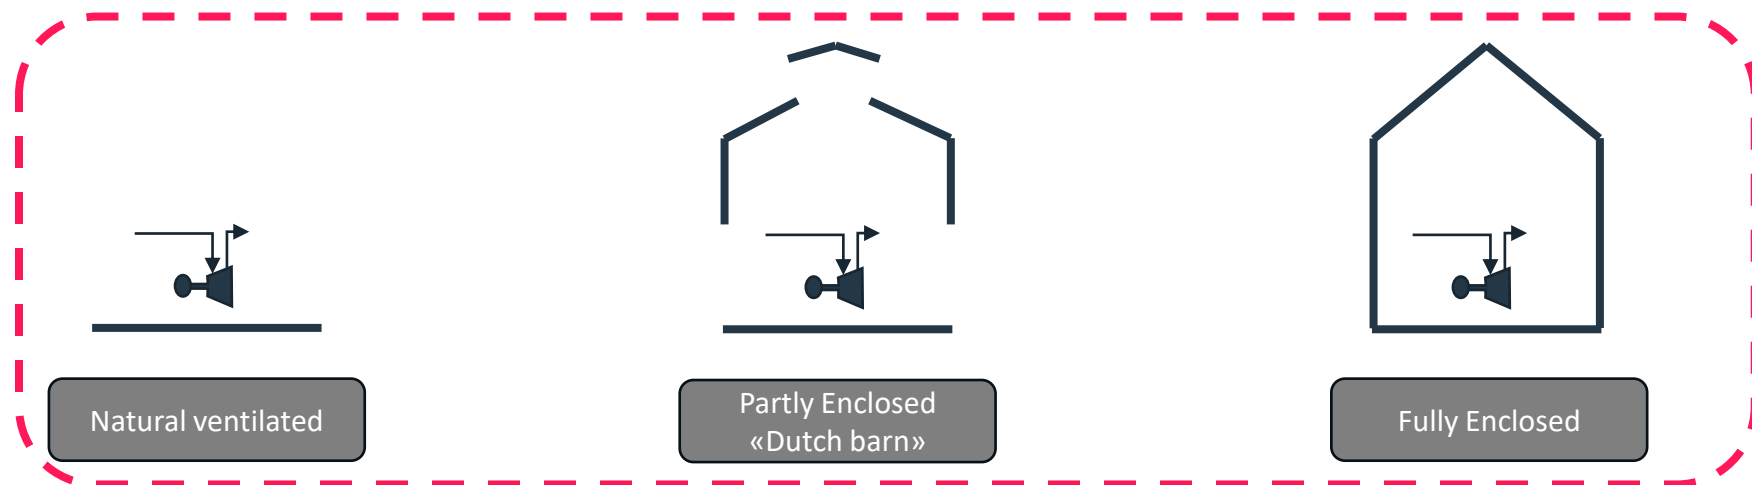 Natural ventilated
Partly Enclosed
«Dutch barn»
Fully Enclosed